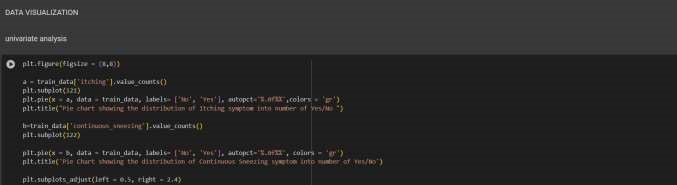 DATA VISUALIZATION
univariate analysis
plt.figure(figsize = (8,8))
a = train_data['itching'].value_counts()
plt.subplot(121)
plt.pie(x = a, data = train_data, labels= ['No', 'Yes'], autopct="%.0f%%",colors = 'gr')
plt.title("Pie chart showing the distribution of Itching symptom into number of Yes/No ")
b=train_data['continuous_sneezing'].value_counts()
plt.subplot(122)
plt.pie(x = b, data = train_data, labels= ['No', 'Yes'], autopct="%.0f%%", colors = 'gr')
plt.title('Pie Chart showing the distribution of Continuous Sneezing symptom into number of Yes/No')
plt.subplots_adjust(left = 0.5, right = 2.4)